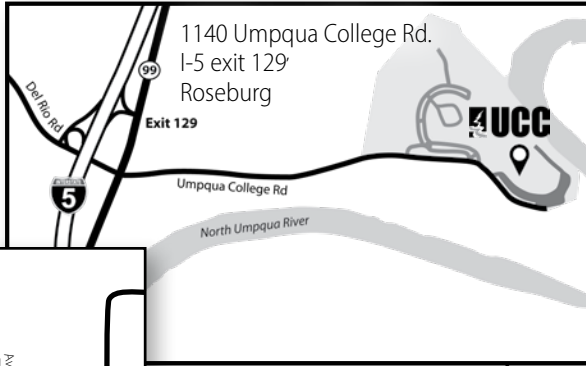 1140 Umpqua College Rd.
I-5 exit 129
Roseburg
99
Del Rio Rd
Exit 129
UCC
5
Umpqua College Rd
North Umpqua River